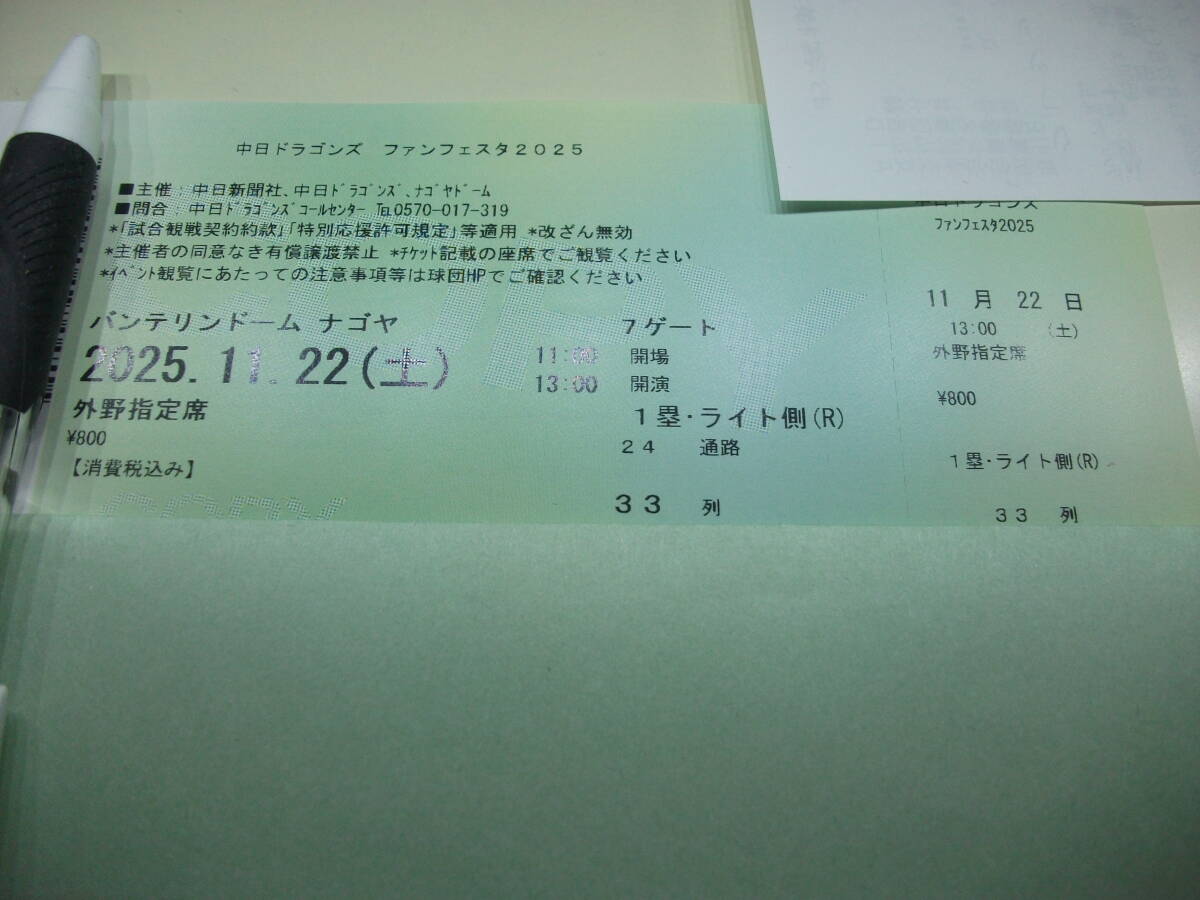 中日ドラゴンズ ファンフェスタ2025
■主催：中日新聞社、中日ﾄﾞﾗｺﾞﾝｽﾞ、ﾅｺﾞﾔﾄﾞｰﾑ
■問合：中日ﾄﾞﾗｺﾞﾝｽﾞｺｰﾙｾﾝﾀｰ ℡0570-017-319
*「試合観戦契約約款」「特別応援許可規定」等適用 *改ざん無効
*主催者の同意なき有償譲渡禁止 *ﾁｹｯﾄ記載の座席でご観覧ください
*ｲﾍﾞﾝﾄ観覧にあたっての注意事項等は球団HPでご確認ください
バンテリンドーム ナゴヤ
2025.11.22(土)
外野指定席
¥800
【消費税込み】
7ゲート
11:00 開場
13:00 開演
1塁・ライト側(R)
24 通路
33 列
中日ドラゴンズ
ﾌｧﾝﾌｪｽﾀ2025
11 月 22 日
13:00 (土)
外野指定席
¥800
1塁・ライト側(R)
33 列